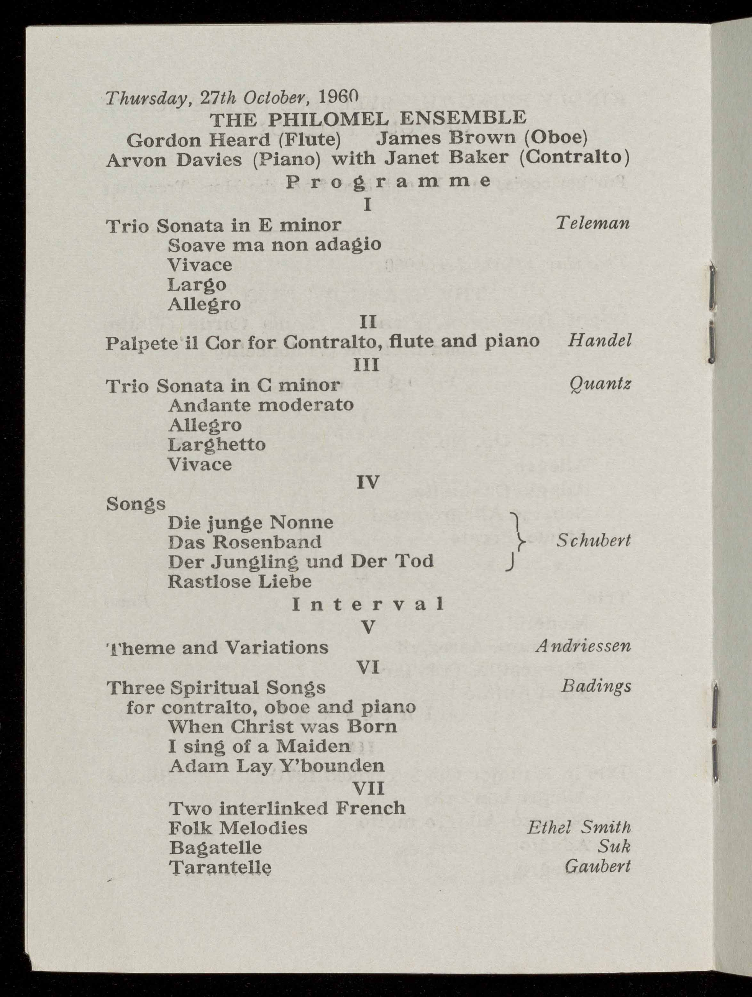 Thursday, 27th October, 1960
THE PHILOMEL ENSEMBLE
Gordon Heard (Flute) James Brown (Oboe)
Arvon Davies (Piano) with Janet Baker (Contralto)
Programme
I
Trio Sonata in E minor Teleman
Soave ma non adagio
Vivace
Largo
Allegro
II
Palpete il Cor for Contralto, flute and piano Handel
III
Trio Sonata in C minor Quantz
Andante moderato
Allegro
Larghetto
Vivace
IV
Songs
Die junge Nonne
Das Rosenband Schubert
Der Jungling und Der Tod
Rastlose Liebe
Interval
V
Theme and Variations Andriessen
VI
Three Spiritual Songs Badings
for contralto, oboe and piano
When Christ was Born
I sing of a Maiden
Adam Lay Y'bounden
VII
Two interlinked French
Folk Melodies Ethel Smith
Bagatelle Suk
Tarantelle Gaubert